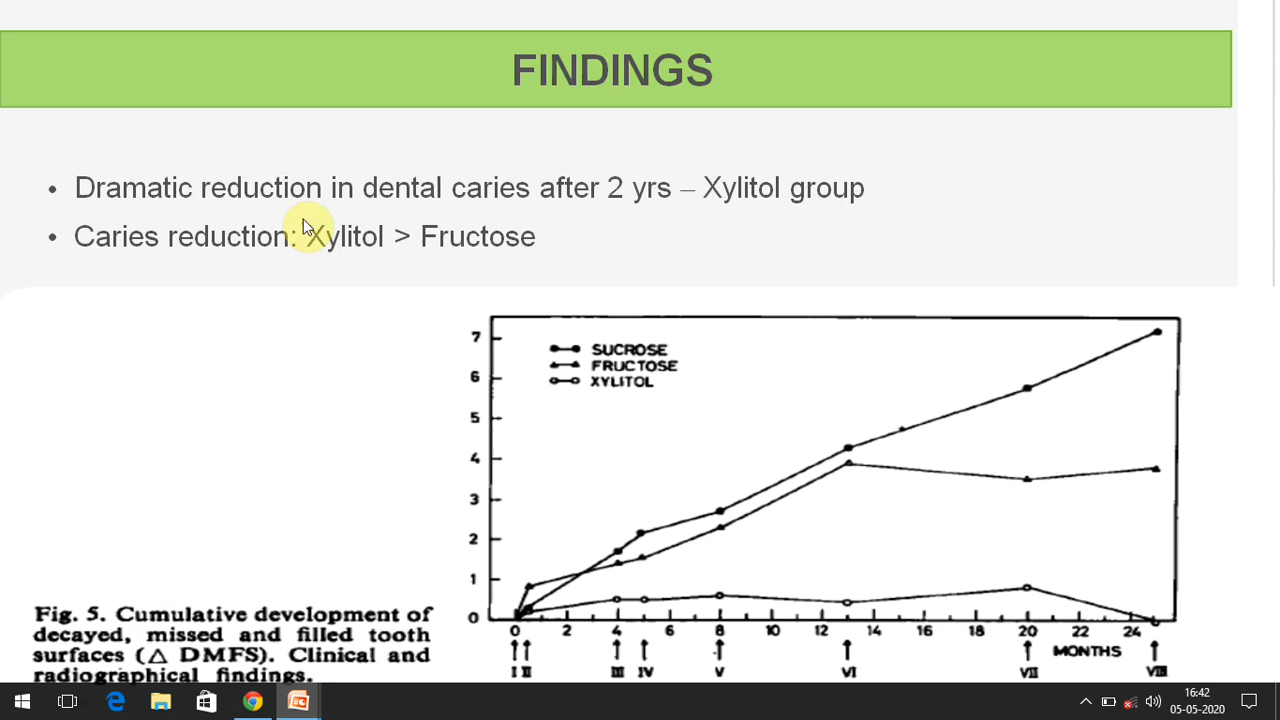 FINDINGS
• Dramatic reduction in dental caries after 2 yrs – Xylitol group
• Caries reduction: Xylitol > Fructose
7
6
5
4
3
2
1
0
SUCROSE
FRUCTOSE
XYLITOL
0 2 4 6 8 10 12 14 16 18 20 22 24
MONTHS
I II III IV V VI VII VIII
Fig. 5. Cumulative development of
decayed, missed and filled tooth
surfaces (△ DMFS). Clinical and
radiographical findings.
16:42
05-05-2020